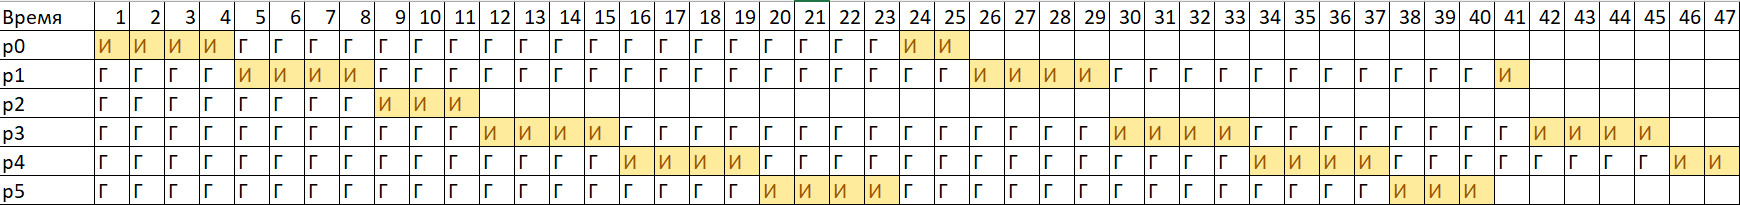 Время 1 2 3 4 5 6 7 8 9 10 11 12 13 14 15 16 17 18 19 20 21 22 23 24 25 26 27 28 29 30 31 32 33 34 35 36 37 38 39 40 41 42 43 44 45 46 47
p0 И И И И Г Г Г Г Г Г Г Г Г Г Г Г Г Г Г Г Г Г Г И И
p1 Г Г Г Г И И И И Г Г Г Г Г Г Г Г Г Г Г Г Г Г Г Г Г И И И И Г Г Г Г Г Г Г Г Г Г Г И
p2 Г Г Г Г Г Г Г Г И И И
p3 Г Г Г Г Г Г Г Г Г Г Г И И И И Г Г Г Г Г Г Г Г Г Г Г Г Г Г И И И И Г Г Г Г Г Г Г Г И И И И
p4 Г Г Г Г Г Г Г Г Г Г Г Г Г Г Г И И И И Г Г Г Г Г Г Г Г Г Г Г Г Г Г И И И И Г Г Г Г Г Г Г Г И И
p5 Г Г Г Г Г Г Г Г Г Г Г Г Г Г Г Г Г Г Г И И И И Г Г Г Г Г Г Г Г Г Г Г Г Г Г И И И